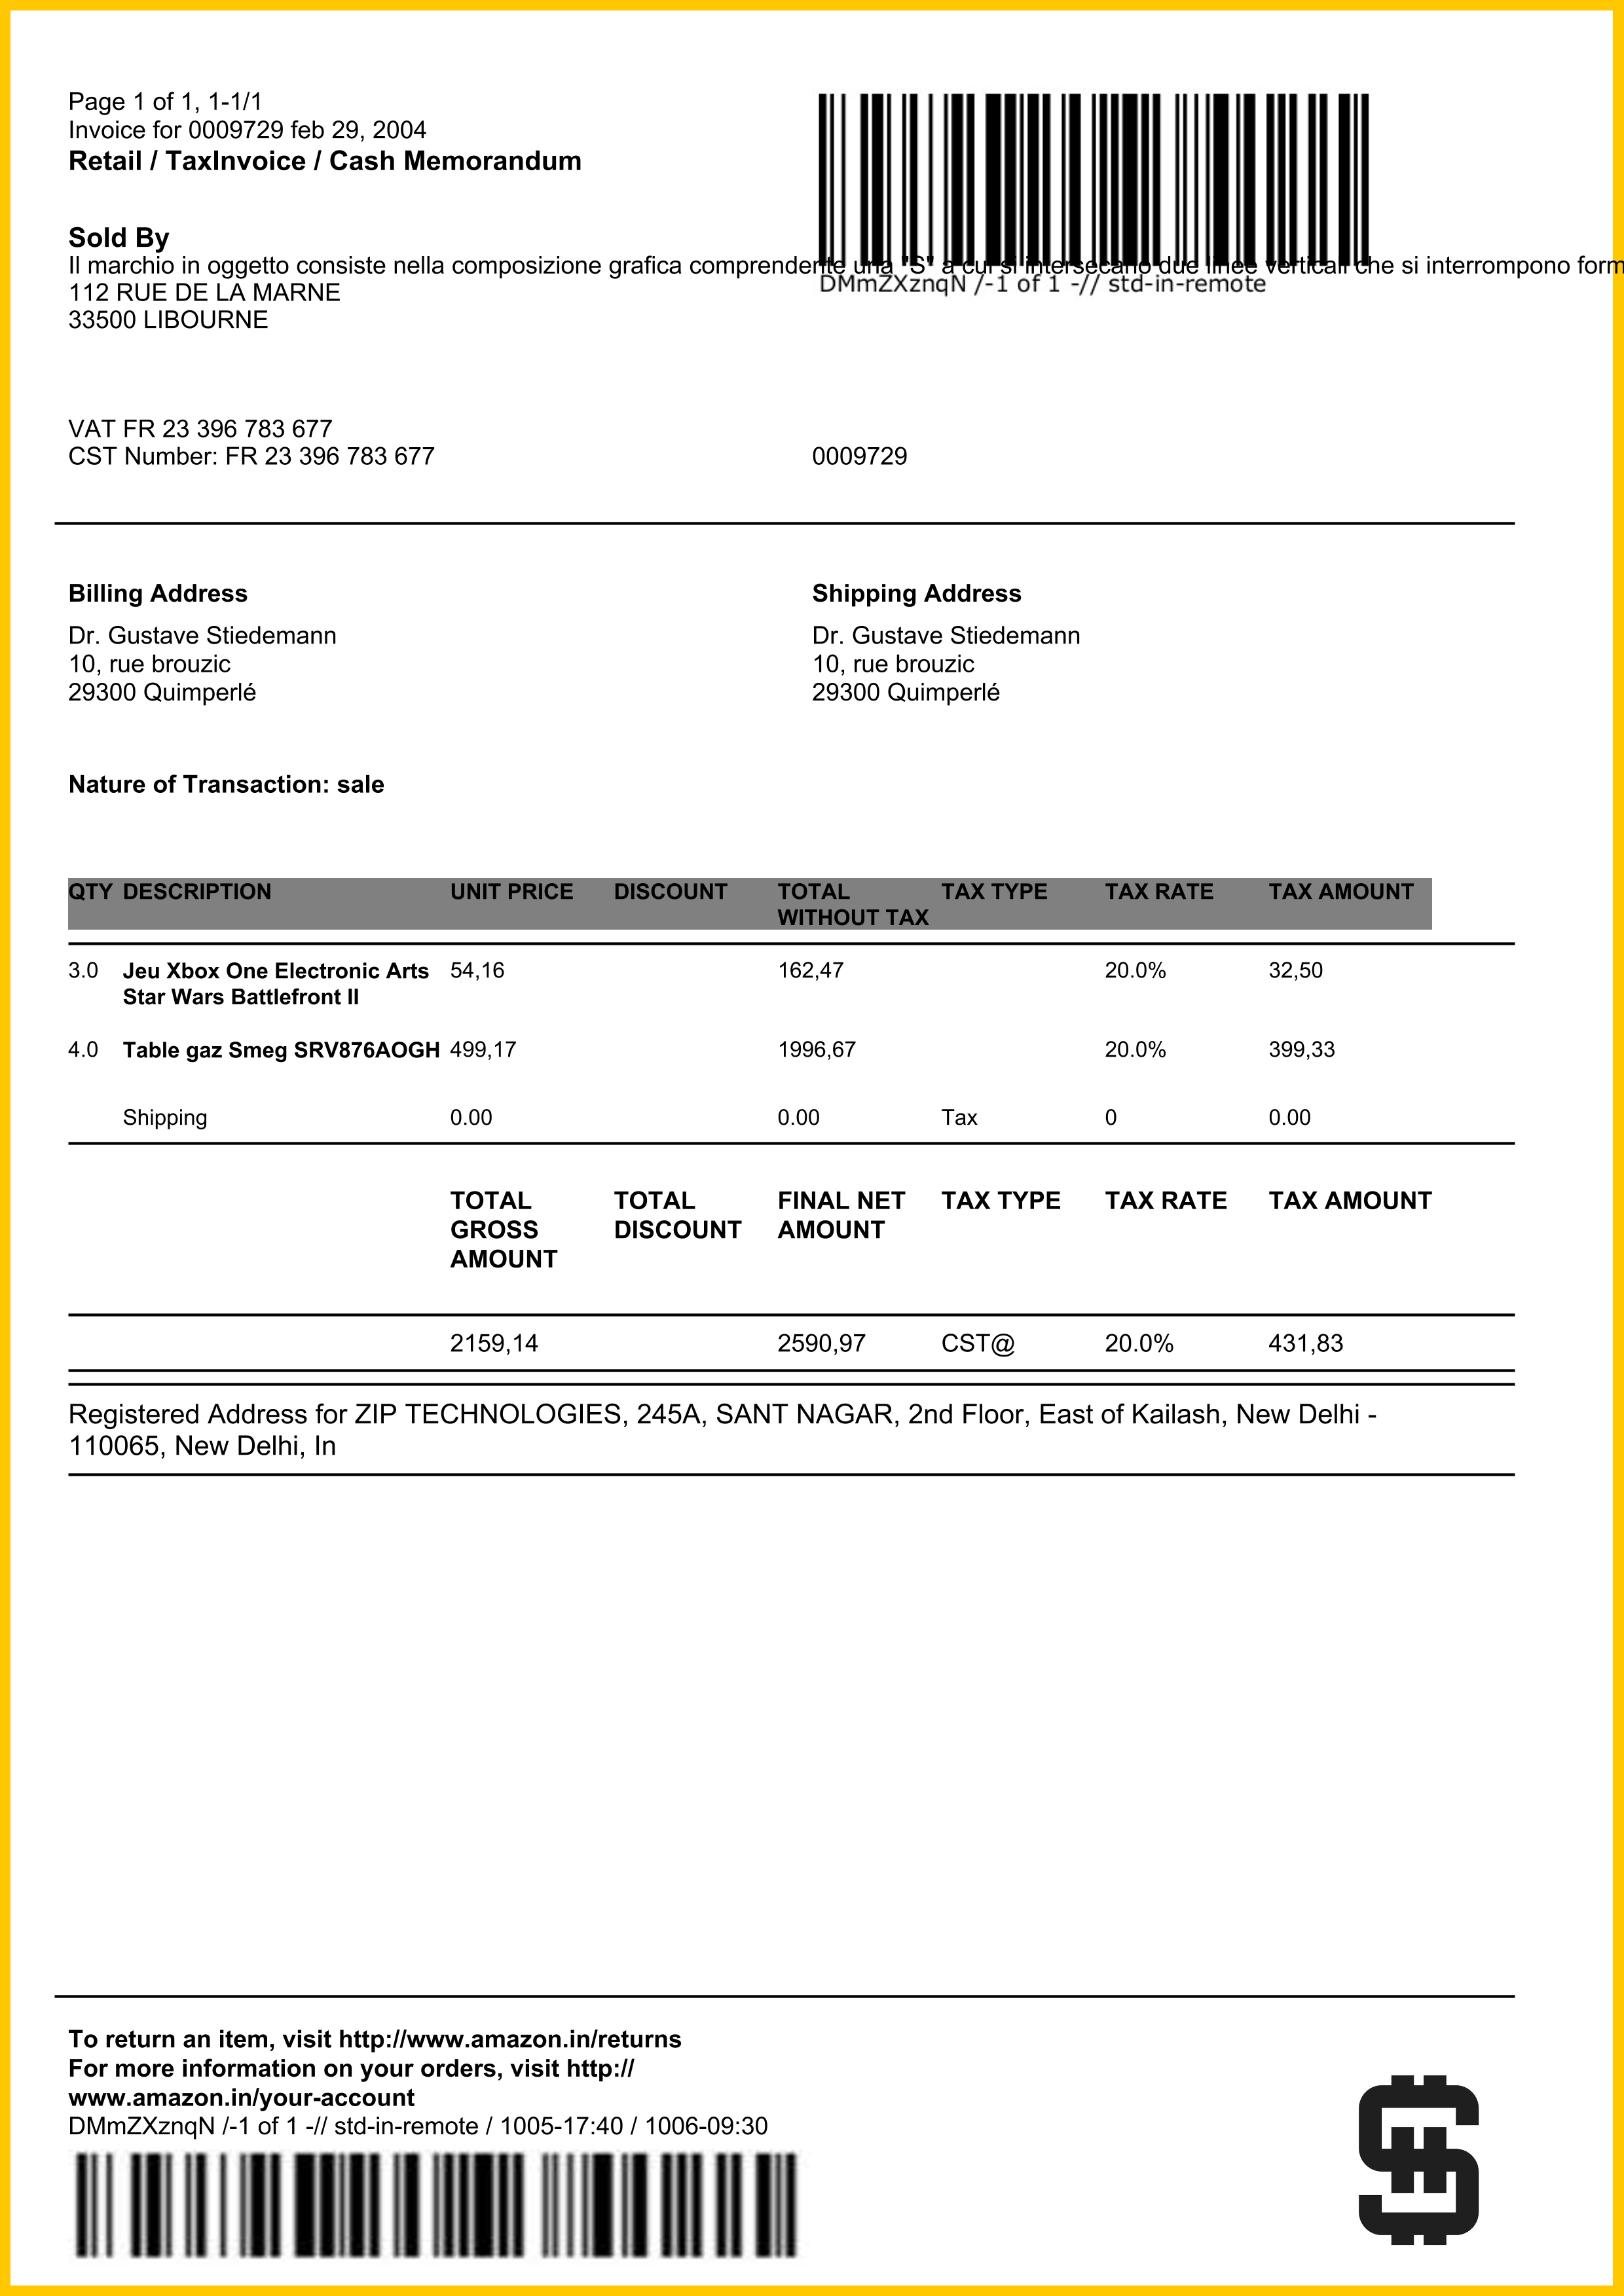 Page 1 of 1, 1-1/1
Invoice for 0009729 feb 29, 2004
Retail / TaxInvoice / Cash Memorandum
Sold By
Il marchio in oggetto consiste nella composizione grafica comprendente una "S" a cui si intersecano due linee verticali che si interrompono form
DMmZXznqN /-1 of 1 -// std-in-remote
112 RUE DE LA MARNE
33500 LIBOURNE
VAT FR 23 396 783 677
CST Number: FR 23 396 783 677 0009729
Billing Address Shipping Address
Dr. Gustave Stiedemann Dr. Gustave Stiedemann
10, rue brouzic 10, rue brouzic
29300 Quimperlé 29300 Quimperlé
Nature of Transaction: sale
QTY DESCRIPTION UNIT PRICE DISCOUNT TOTAL TAX TYPE TAX RATE TAX AMOUNT
WITHOUT TAX
3.0 Jeu Xbox One Electronic Arts 54,16 162,47 20.0% 32,50
Star Wars Battlefront II
4.0 Table gaz Smeg SRV876AOGH 499,17 1996,67 20.0% 399,33
Shipping 0.00 0.00 Tax 0 0.00
TOTAL TOTAL FINAL NET TAX TYPE TAX RATE TAX AMOUNT
GROSS DISCOUNT AMOUNT
AMOUNT
2159,14 2590,97 CST@ 20.0% 431,83
Registered Address for ZIP TECHNOLOGIES, 245A, SANT NAGAR, 2nd Floor, East of Kailash, New Delhi -
110065, New Delhi, In
To return an item, visit http://www.amazon.in/returns
For more information on your orders, visit http://
www.amazon.in/your-account
DMmZXznqN /-1 of 1 -// std-in-remote / 1005-17:40 / 1006-09:30